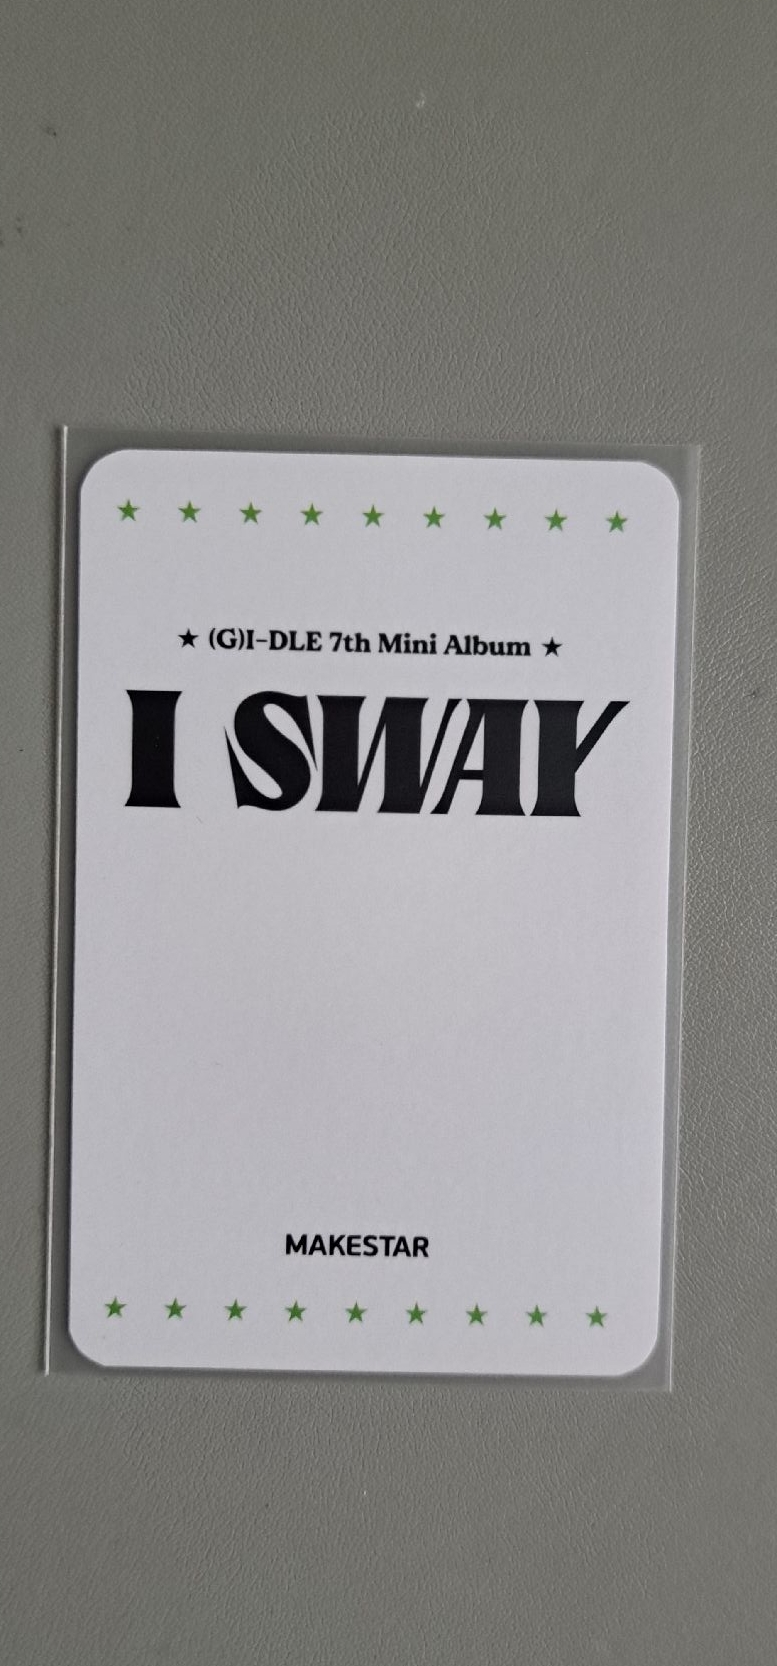 ★ (G)I-DLE 7th Mini Album ★
I SWAY
MAKESTAR